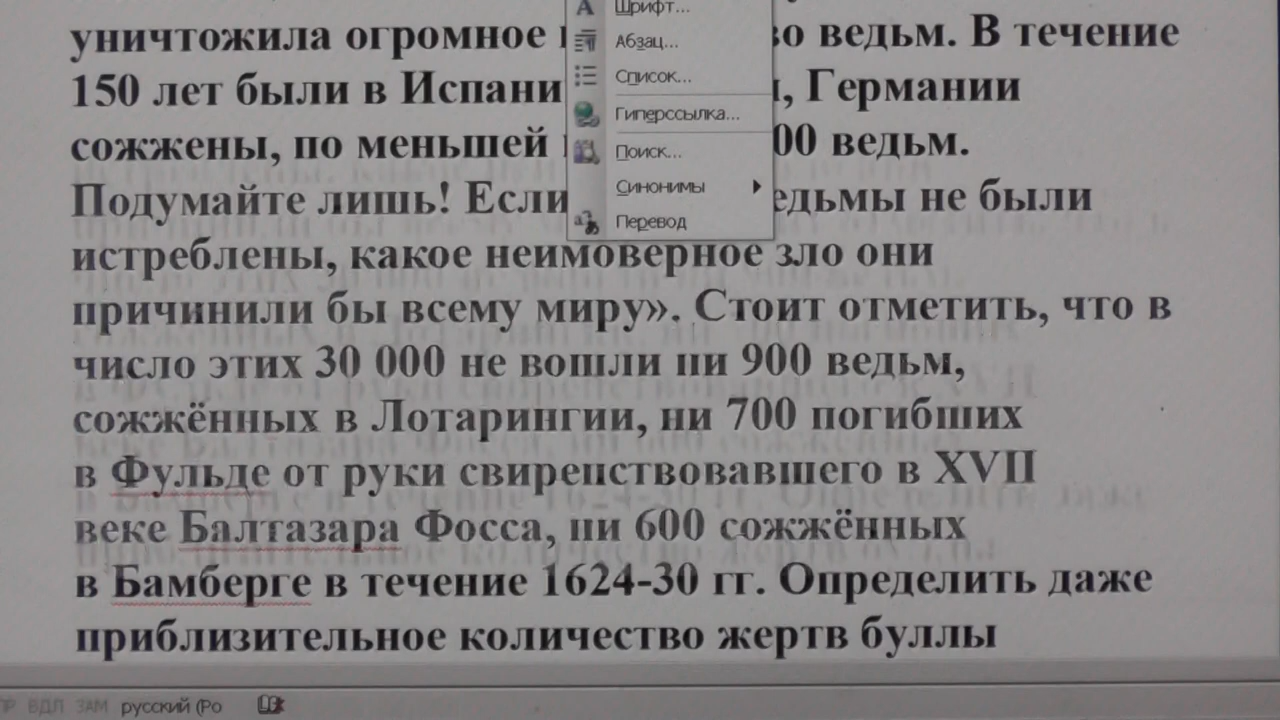 Шрифт...
уничтожила огромное во ведьм. В течение
Абзац...
150 лет были в Испани , Германии
Список...
Гиперссылка...
сожжены, по меньшей 00 ведьм.
Поиск...
Подумайте лишь! Если едьмы не были
Синонимы
Перевод
истреблены, какое неимоверное зло они
причинили бы всему миру». Стоит отметить, что в
число этих 30 000 не вошли ни 900 ведьм,
сожжённых в Лотарингии, ни 700 погибших
в Фульде от руки свирепствовавшего в XVII
веке Балтазара Фосса, ни 600 сожжённых
в Бамберге в течение 1624-30 гг. Определить даже
приблизительное количество жертв буллы
ПР ВДЛ ЗАМ русский (Ро